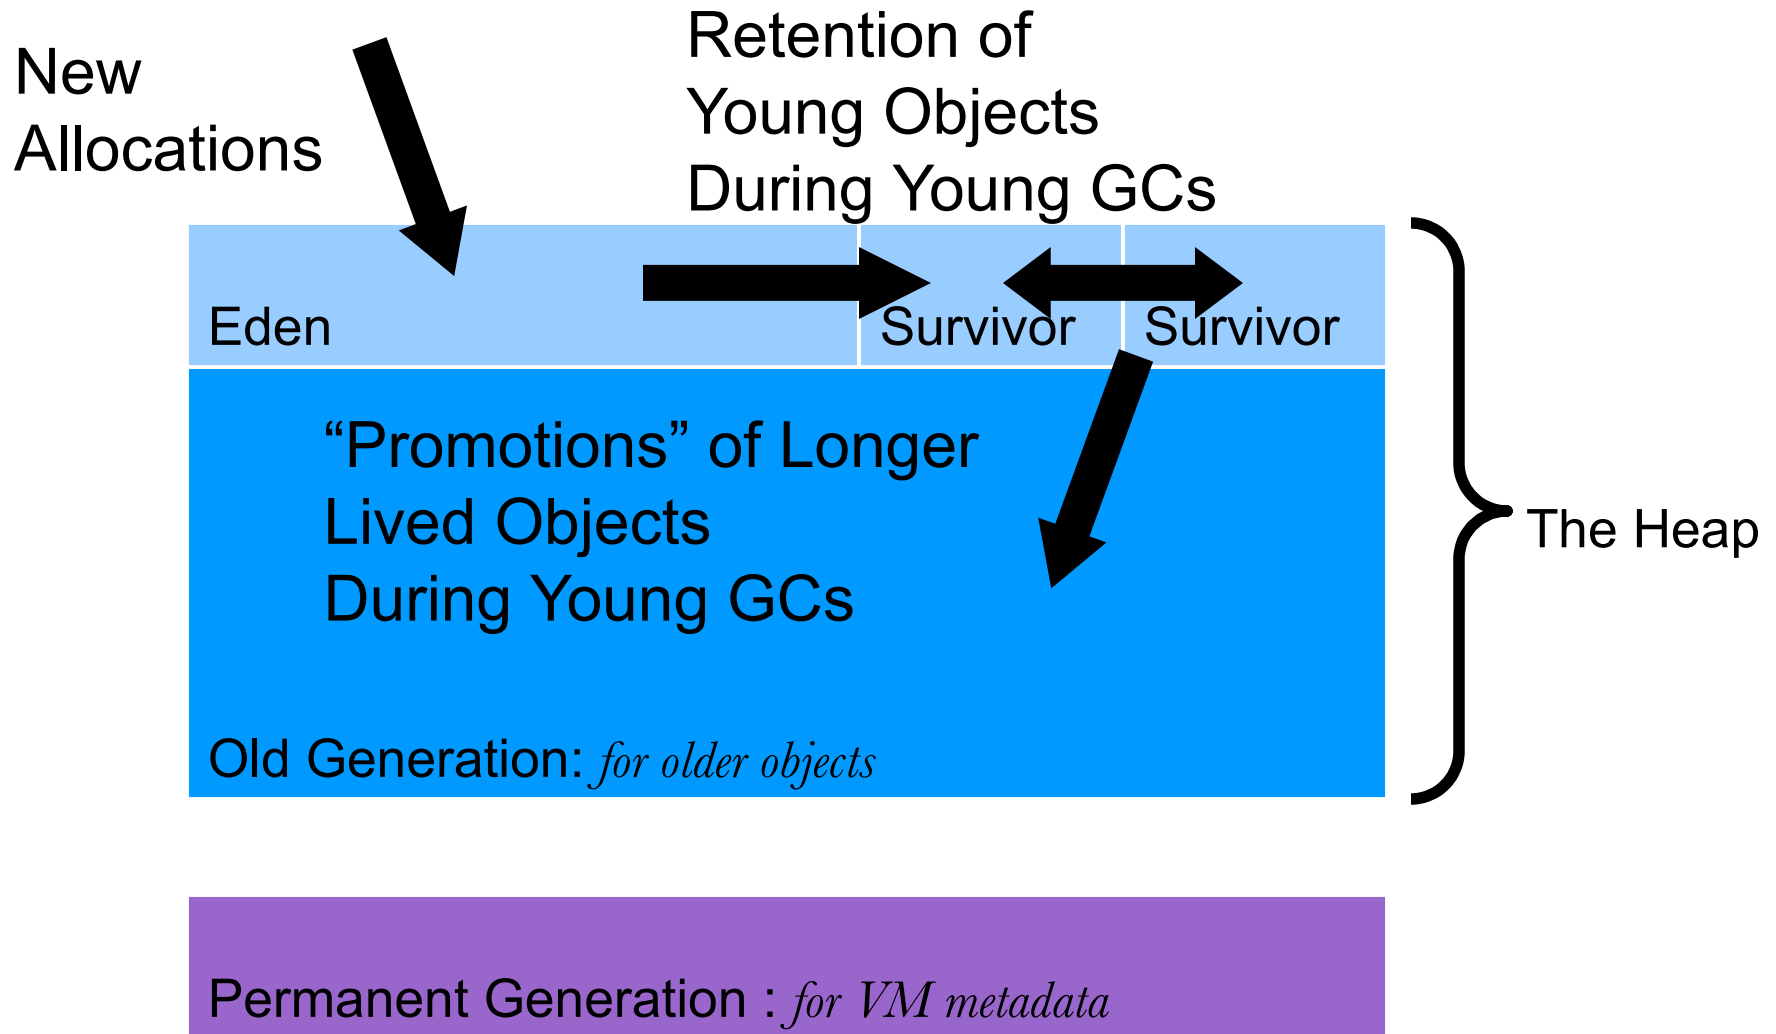 New
Allocations
Retention of
Young Objects
During Young GCs
Eden
Survivor
Survivor
“Promotions” of Longer
Lived Objects
During Young GCs
Old Generation: for older objects
The Heap
Permanent Generation : for VM metadata